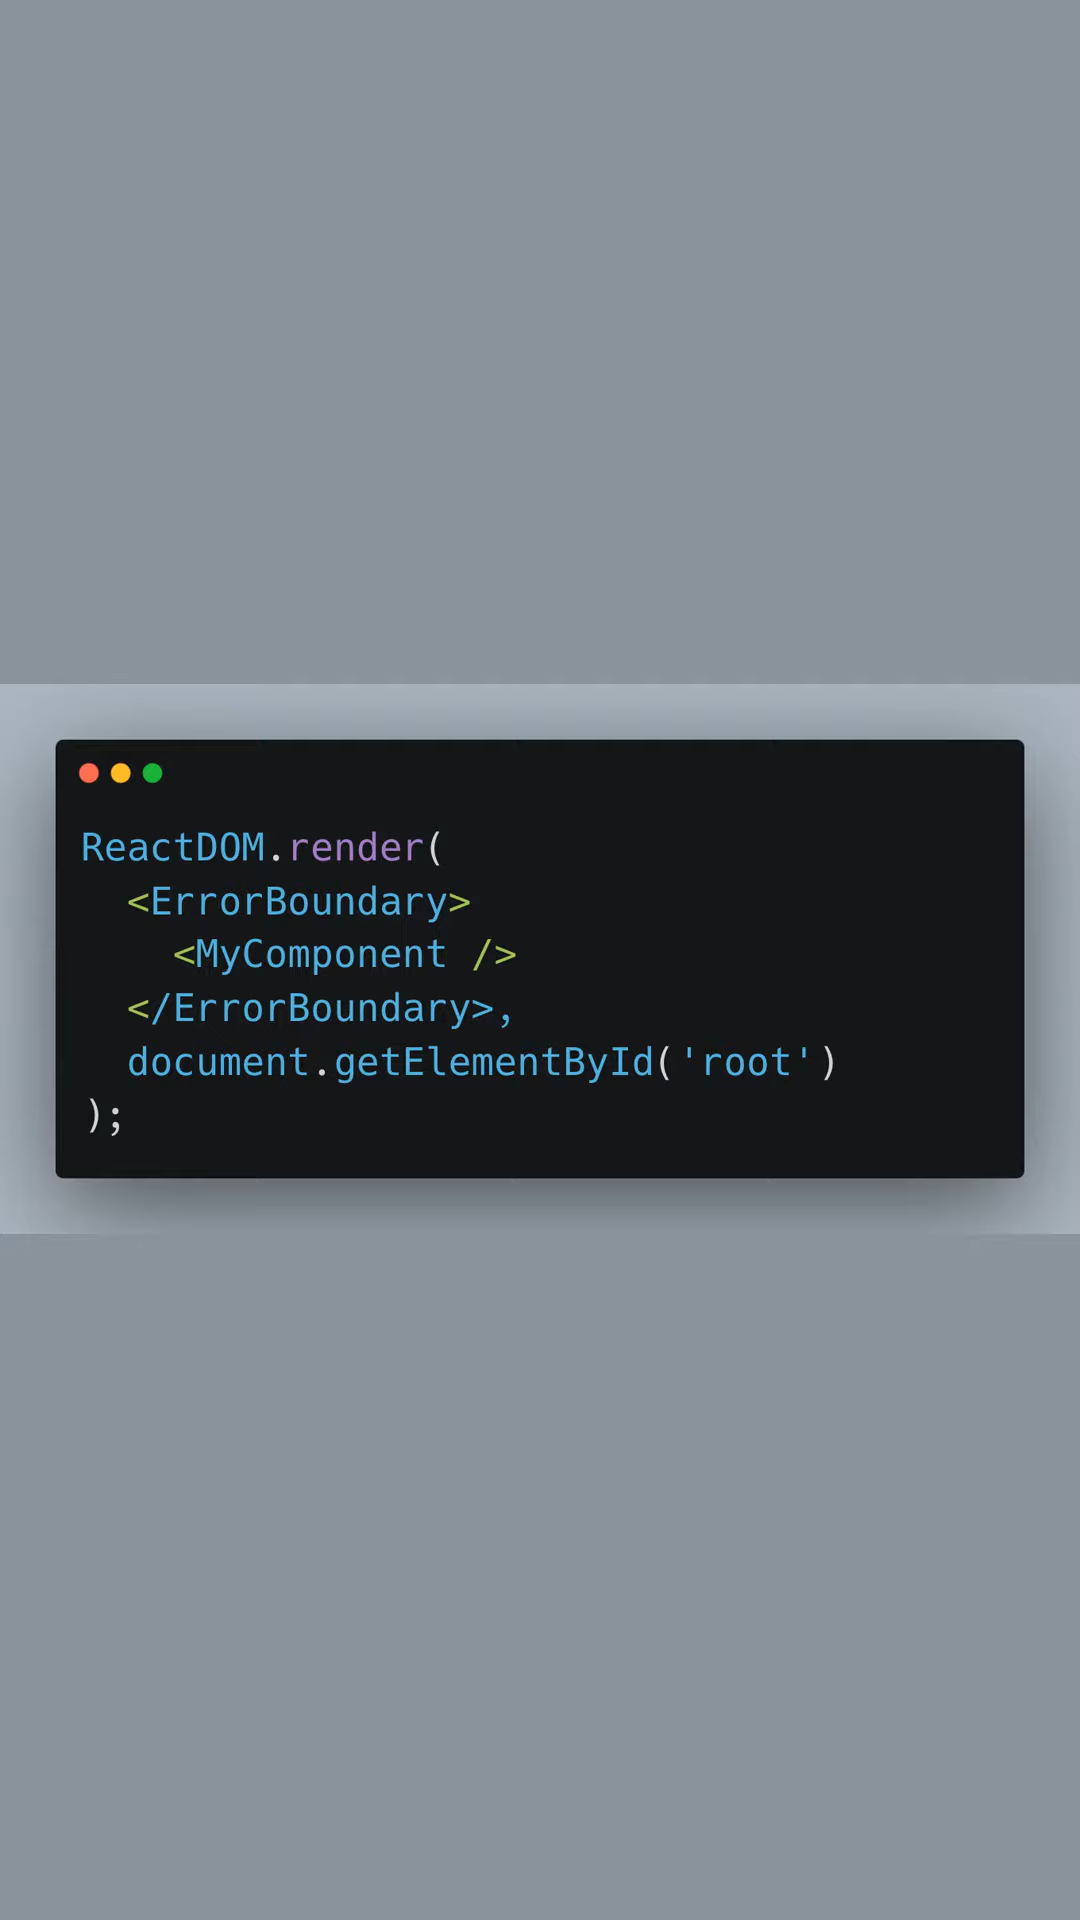 ReactDOM.render(
  <ErrorBoundary>
    <MyComponent />
  </ErrorBoundary>,
  document.getElementById('root')
);